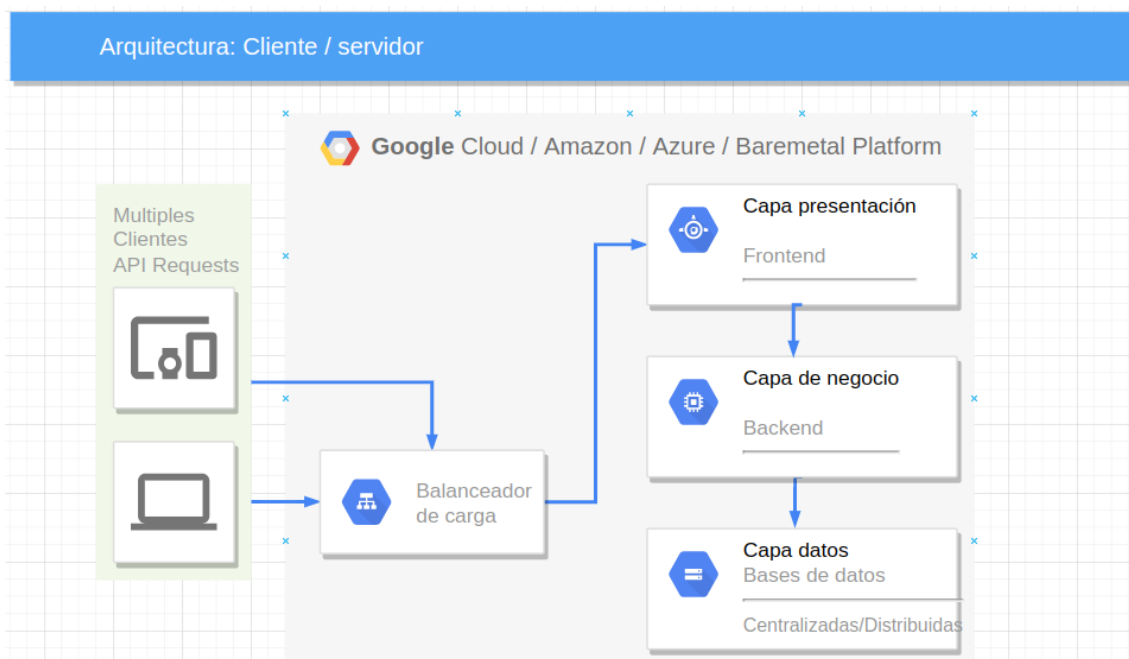 Arquitectura: Cliente / servidor
Google Cloud / Amazon / Azure / Baremetal Platform
Multiples
Clientes
API Requests
Balanceador
de carga
Capa presentación
Frontend
Capa de negocio
Backend
Capa datos
Bases de datos
Centralizadas/Distribuidas